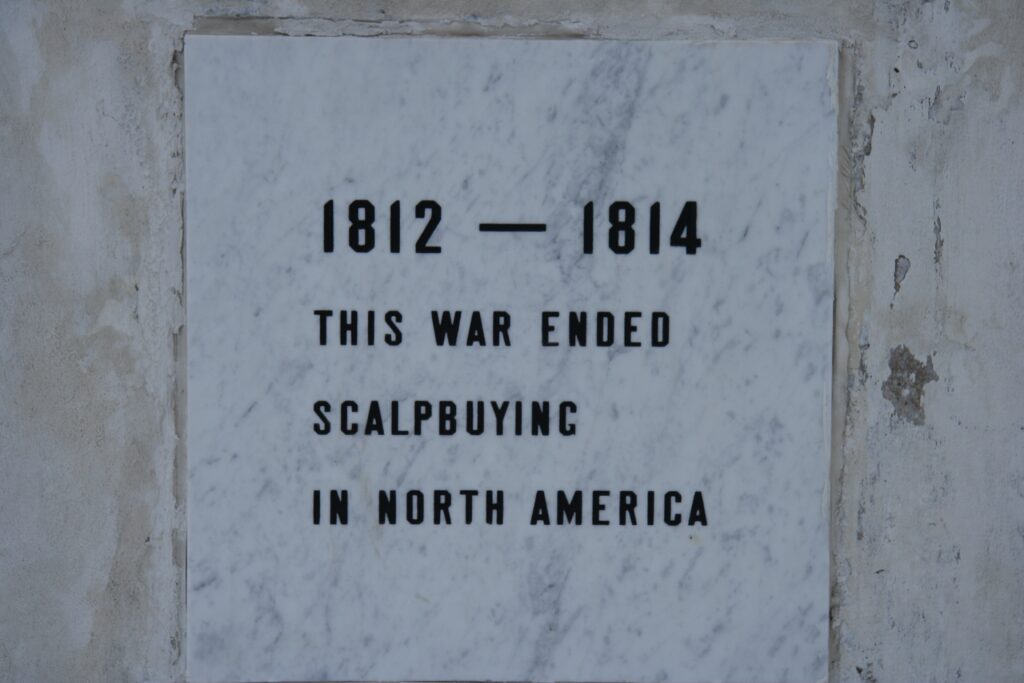 1812 — 1814
THIS WAR ENDED
SCALPBUYING
IN NORTH AMERICA